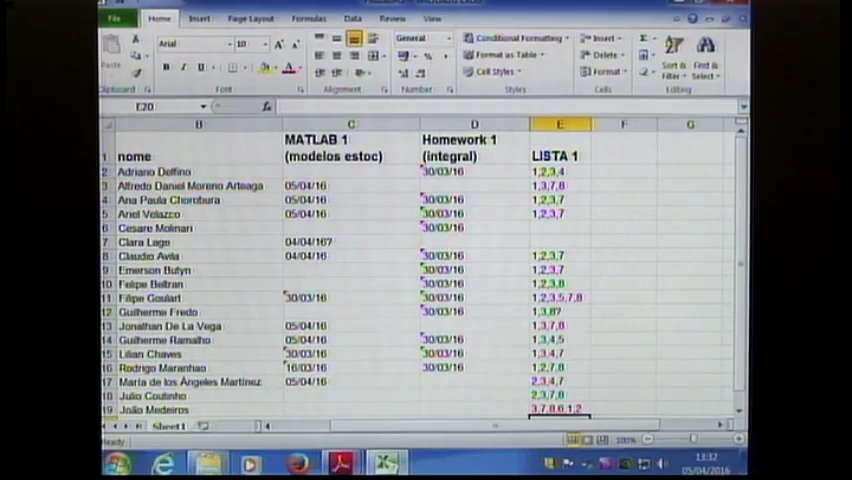 File Home Insert Page Layout Formulas Data Review View
Paste Arial 10 General Conditional Formatting Insert
B I U % Format as Table Delete Sort & Find &
Cell Styles Format Filter Select
Clipboard Font Alignment Number Styles Cells Editing
E20 fx
B C D E F G
MATLAB 1 Homework 1
1 nome (modelos estoc) (integral) LISTA 1
2 Adriano Delfino 30/03/16 1,2,3,4
3 Alfredo Daniel Moreno Arteaga 05/04/16 1,3,7,8
4 Ana Paula Chorobura 05/04/16 30/03/16 1,2,3,7
5 Ariel Velazco 05/04/16 30/03/16 1,2,3,7
6 Cesare Molinari 30/03/16
7 Clara Lage 04/04/16?
8 Claudio Avila 04/04/16 30/03/16 1,2,3,7
9 Emerson Butyn 30/03/16 1,2,3,7
10 Felipe Beltran 30/03/16 1,2,3,8
11 Filipe Goulart 30/03/16 30/03/16 1,2,3,5,7,8
12 Guilherme Fredo 30/03/16 1,3,8?
13 Jonathan De La Vega 05/04/16 1,3,7,8
14 Guilherme Ramalho 05/04/16 30/03/16 1,3,4,5
15 Lilian Chaves 30/03/16 30/03/16 1,3,4,7
16 Rodrigo Maranhao 16/03/16 30/03/16 1,2,7,8
17 María de los Ángeles Martínez 05/04/16 2,3,4,7
18 Julio Coutinho 2,3,7,8
19 João Medeiros 3,7,8,6,1,2
Sheet1
Ready 100%
13:32
05/04/2016